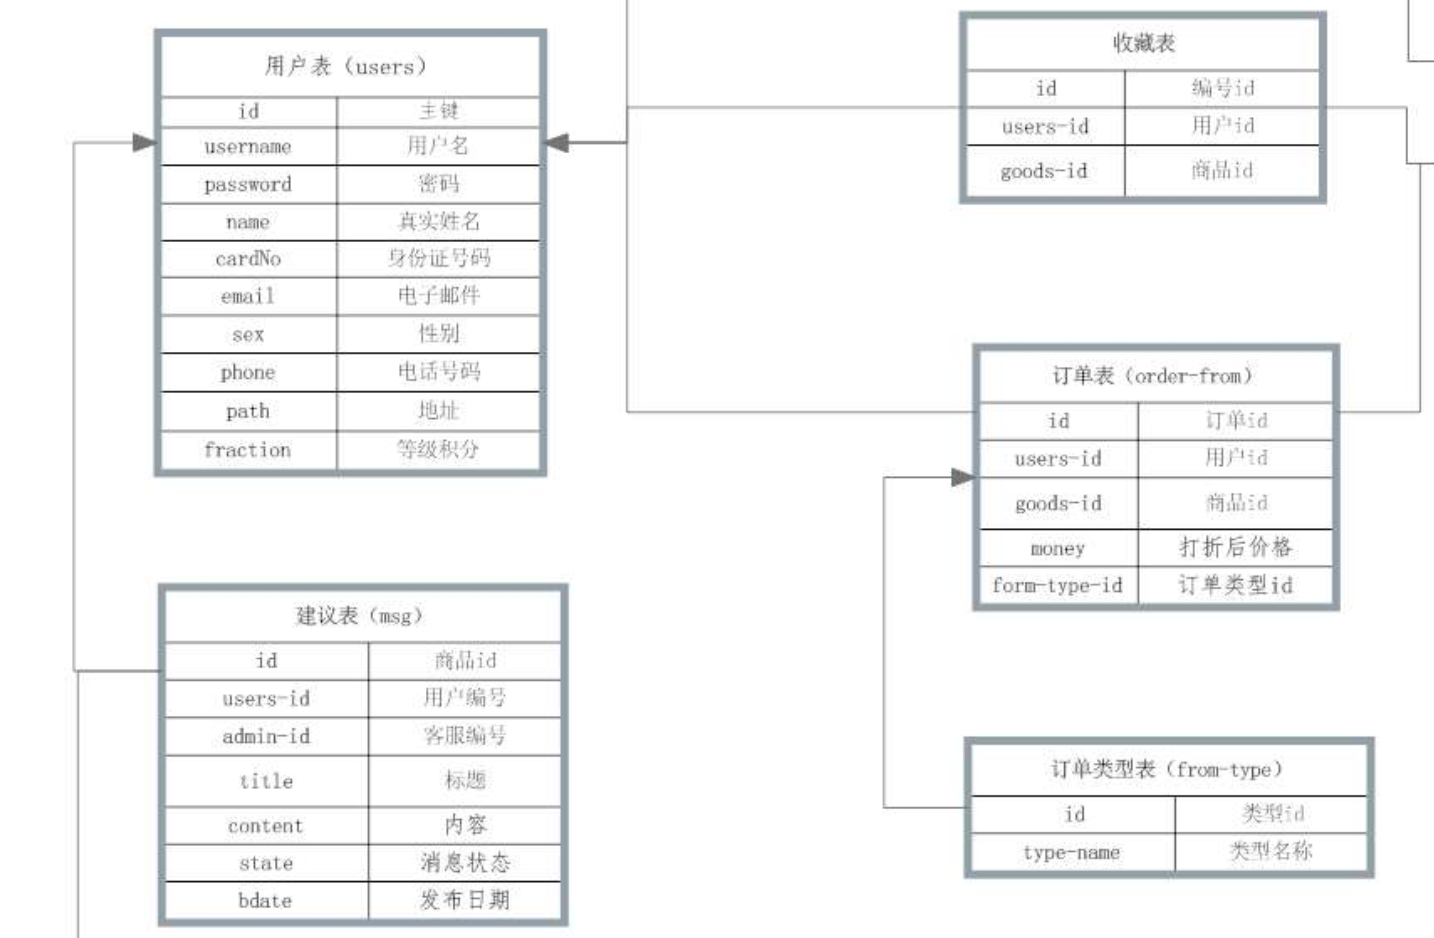 用户表（users）
id 主键
username 用户名
password 密码
name 真实姓名
cardNo 身份证号码
email 电子邮件
sex 性别
phone 电话号码
path 地址
fraction 等级积分
收藏表
id 编号id
users-id 用户id
goods-id 商品id
订单表（order-from）
id 订单id
users-id 用户id
goods-id 商品id
money 打折后价格
form-type-id 订单类型id
建议表（msg）
id 商品id
users-id 用户编号
admin-id 客服编号
title 标题
content 内容
state 消息状态
bdate 发布日期
订单类型表（from-type）
id 类型id
type-name 类型名称